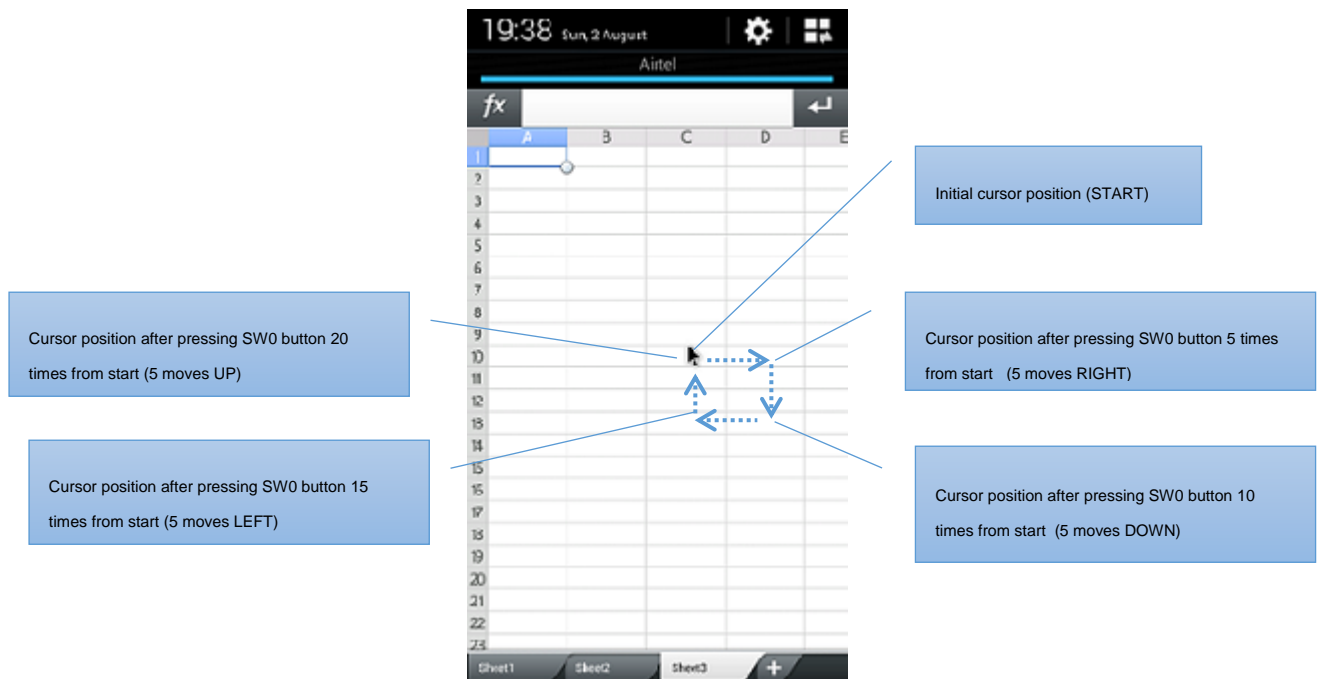 19:38 Sun, 2 August
Airtel
fx
A B C D E
1
2
3
4
5
6
7
8
9
10
11
12
13
14
15
16
17
18
19
20
21
22
23
Sheet1 Sheet2 Sheet3 +
Initial cursor position (START)
Cursor position after pressing SW0 button 20
times from start (5 moves UP)
Cursor position after pressing SW0 button 5 times
from start (5 moves RIGHT)
Cursor position after pressing SW0 button 15
times from start (5 moves LEFT)
Cursor position after pressing SW0 button 10
times from start (5 moves DOWN)